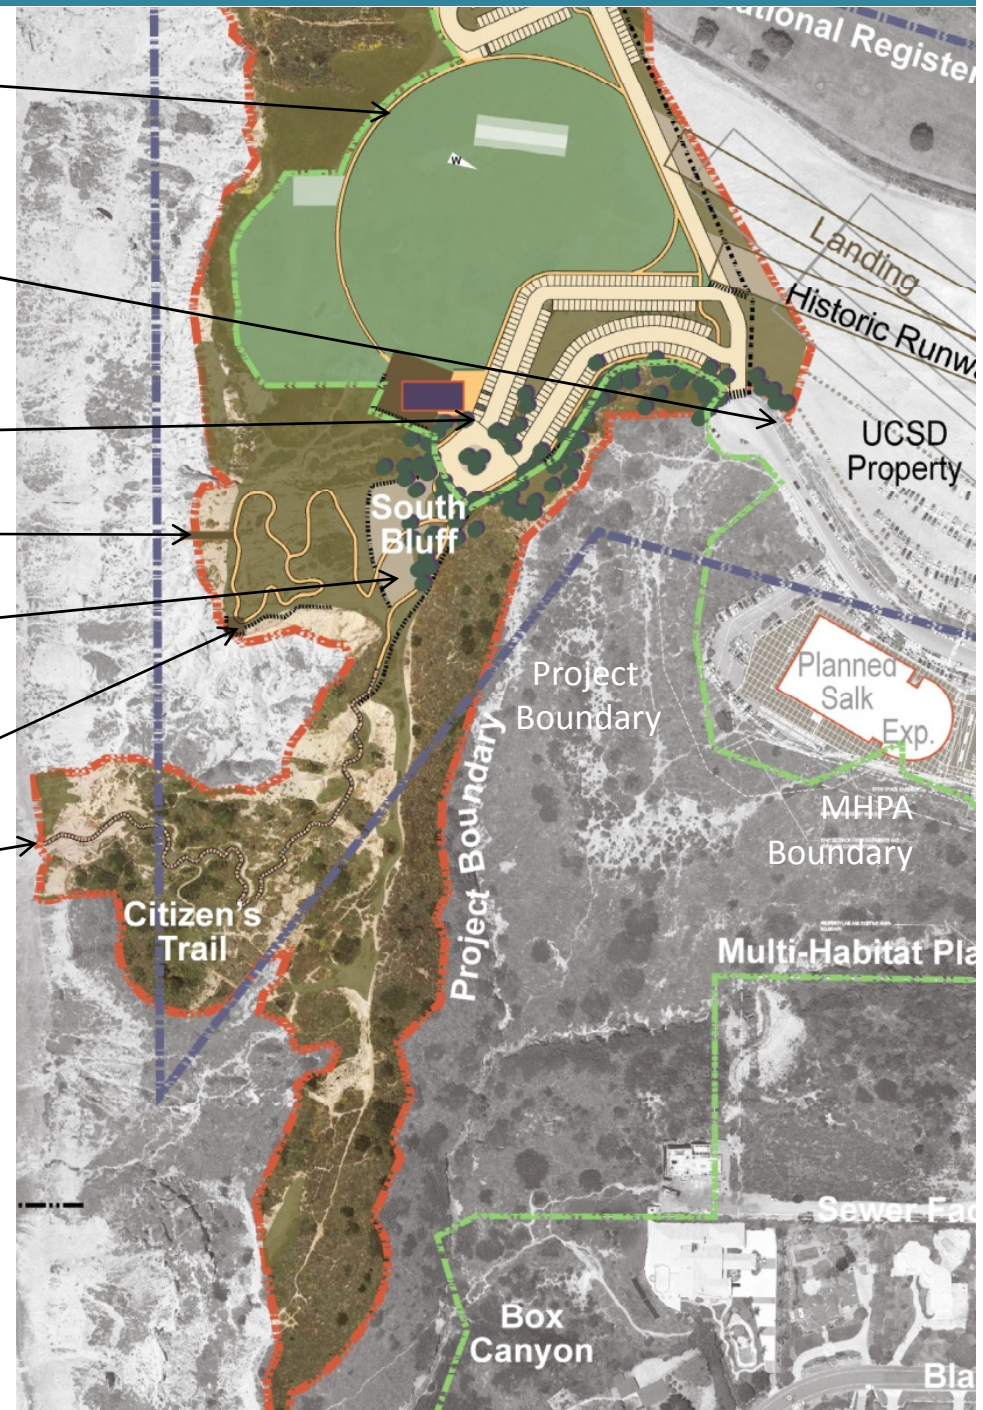 National Register
W
Landing
Historic Runwa
UCSD
Property
South
Bluff
Planned
Salk
Exp.
Project
Boundary
Project Boundary
MHPA
Boundary
Citizen's
Trail
Multi-Habitat Pla
Sewer Fac
Box
Canyon
Bla